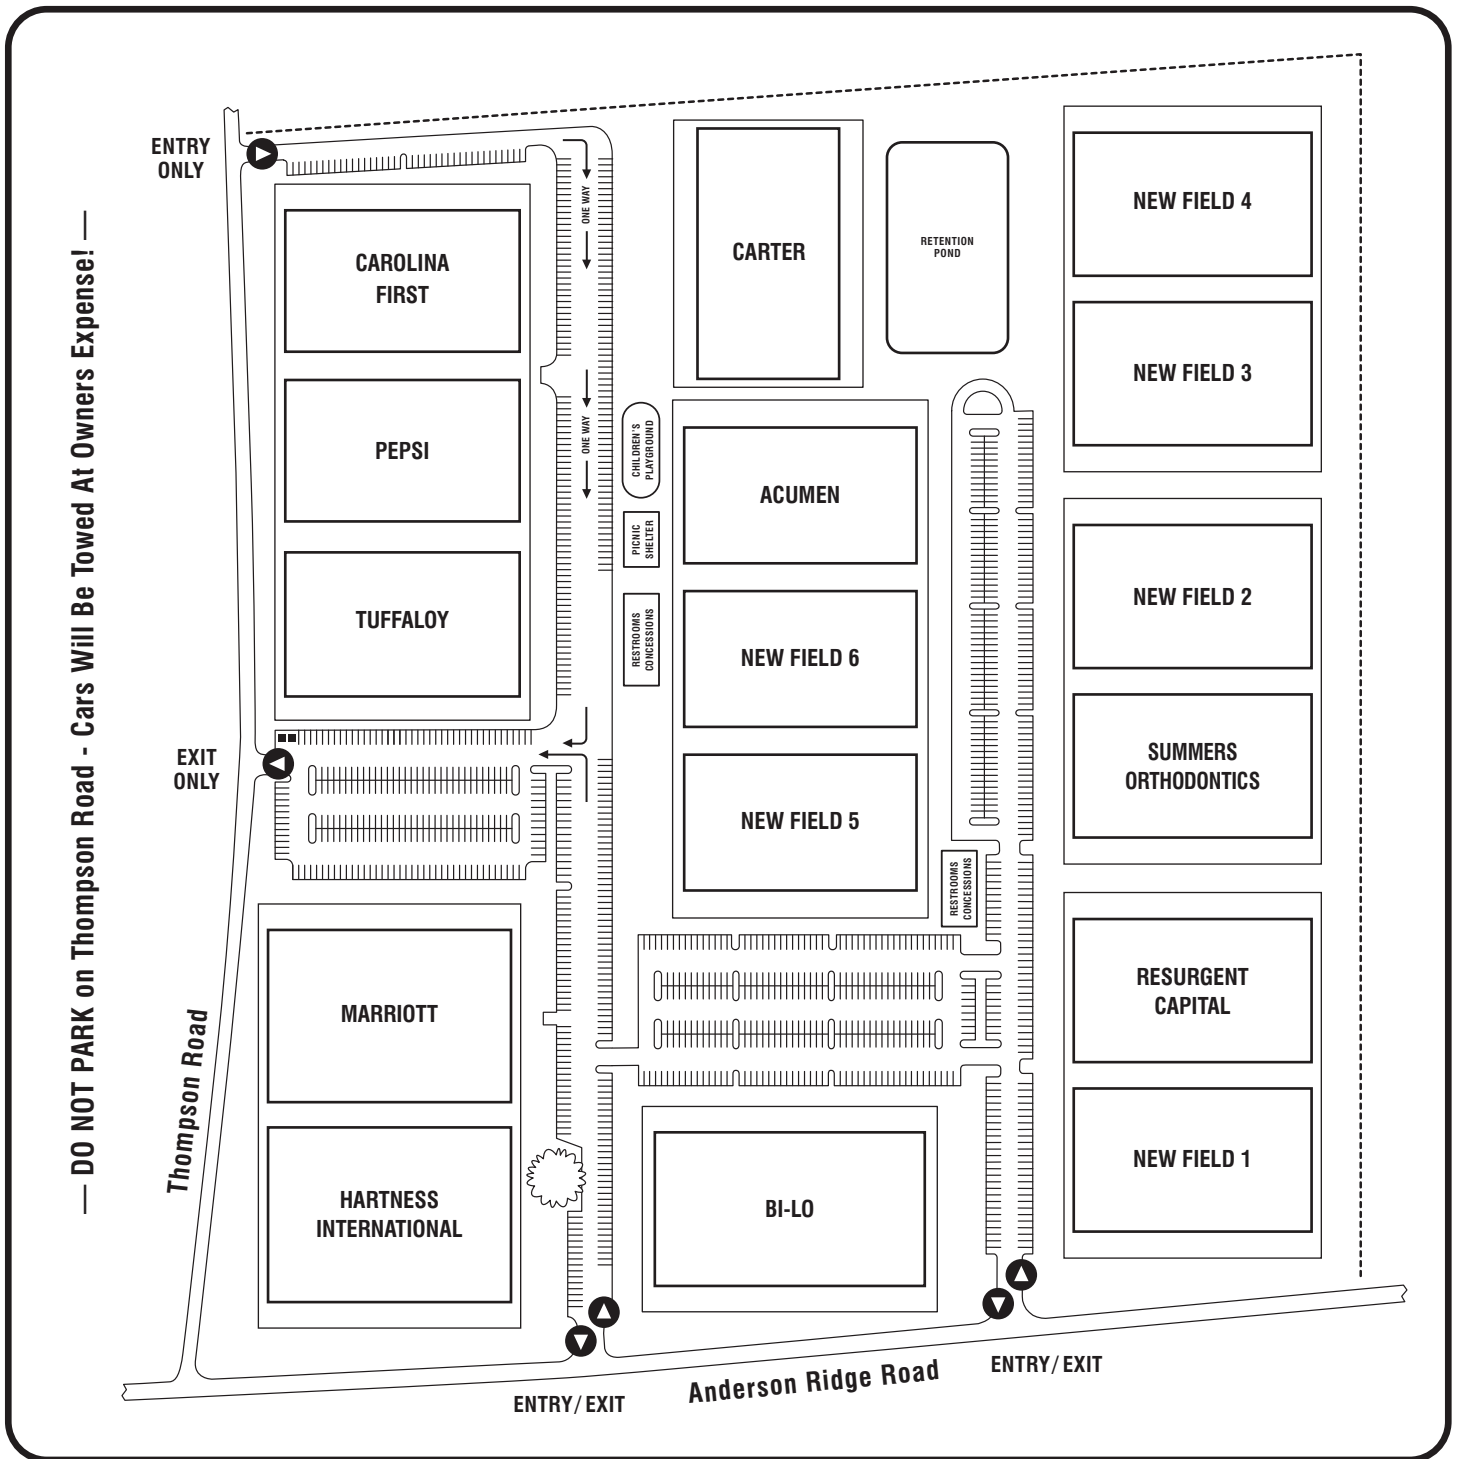 ENTRY
ONLY
— DO NOT PARK on Thompson Road - Cars Will Be Towed At Owners Expense! —
CAROLINA
FIRST
PEPSI
TUFFALOY
ONE WAY
ONE WAY
CARTER
RETENTION
POND
NEW FIELD 4
NEW FIELD 3
CHILDREN'S
PLAYGROUND
PICNIC
SHELTER
RESTROOMS
CONCESSIONS
ACUMEN
NEW FIELD 6
NEW FIELD 5
NEW FIELD 2
SUMMERS
ORTHODONTICS
EXIT
ONLY
RESTROOMS
CONCESSIONS
MARRIOTT
HARTNESS
INTERNATIONAL
Thompson Road
BI-LO
RESURGENT
CAPITAL
NEW FIELD 1
ENTRY/EXIT
Anderson Ridge Road
ENTRY/EXIT